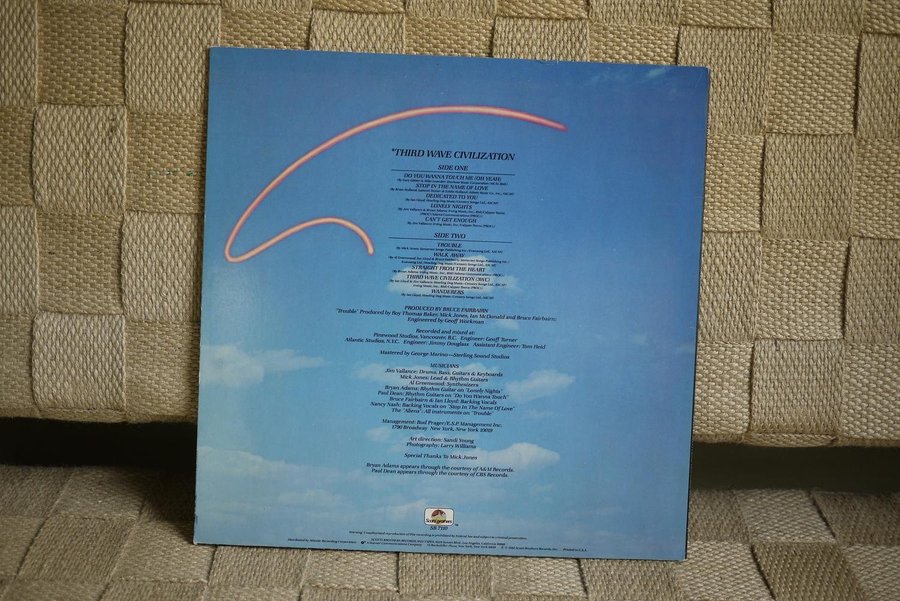 *THIRD WAVE CIVILIZATION
SIDE ONE
DO YOU WANNA TOUCH ME (OH YEAH)
STOP IN THE NAME OF LOVE
DEDICATED TO YOU
LONELY NIGHTS
CAN'T GET ENOUGH
SIDE TWO
TROUBLE
WALK AWAY
STRAIGHT FROM THE HEART
THIRD WAVE CIVILIZATION (3WC)
WANDERERS
PRODUCED BY BRUCE FAIRBAIRN
"Trouble" Produced by Roy Thomas Baker, Mick Jones, Ian McDonald and Bruce Fairbairn;
Engineered by Geoff Workman
Recorded and mixed at:
Pinewood Studios, Vancouver, B.C. Engineer: Geoff Turner
Atlantic Studios, N.Y.C. Engineer: Jimmy Douglass Assistant Engineer: Tom Heid
Mastered by George Marino—Sterling Sound Studios
MUSICIANS
Jim Vallance: Drums, Bass, Guitars & Keyboards
Mick Jones: Lead & Rhythm Guitars
Al Greenwood: Synthesizers
Bryan Adams: Rhythm Guitar on "Lonely Nights"
Paul Dean: Rhythm Guitars on "Do You Wanna Touch"
Bruce Fairbairn & Ian Lloyd: Backing Vocals
Nancy Nash: Backing Vocals on "Stop In The Name Of Love"
The "Aliens": All instruments on "Trouble"
Management: Bud Prager/E.S.P. Management Inc.
1790 Broadway New York, New York 10019
Art direction: Sandi Young
Photography: Larry Williams
Special Thanks To Mick Jones
Bryan Adams appears through the courtesy of A&M Records.
Paul Dean appears through the courtesy of CBS Records.
Scotti Brothers
SB 7110